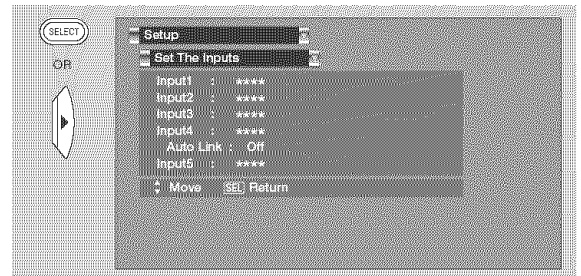 SELECT
OR
Setup
Set The Inputs
Input1 : ****
Input2 : ****
Input3 : ****
Input4 : ****
Auto Link : Off
Input5 : ****
Move SEL Return